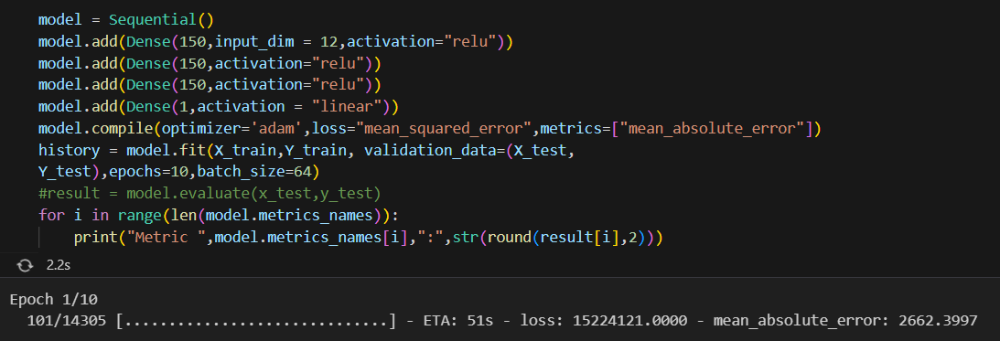 model = Sequential()
model.add(Dense(150,input_dim = 12,activation="relu"))
model.add(Dense(150,activation="relu"))
model.add(Dense(150,activation="relu"))
model.add(Dense(1,activation = "linear"))
model.compile(optimizer='adam',loss="mean_squared_error",metrics=["mean_absolute_error"])
history = model.fit(X_train,Y_train, validation_data=(X_test,
Y_test),epochs=10,batch_size=64)
#result = model.evaluate(x_test,y_test)
for i in range(len(model.metrics_names)):
    print("Metric ",model.metrics_names[i],":",str(round(result[i],2)))
2.2s
Epoch 1/10
  101/14305 [..............................] - ETA: 51s - loss: 15224121.0000 - mean_absolute_error: 2662.3997